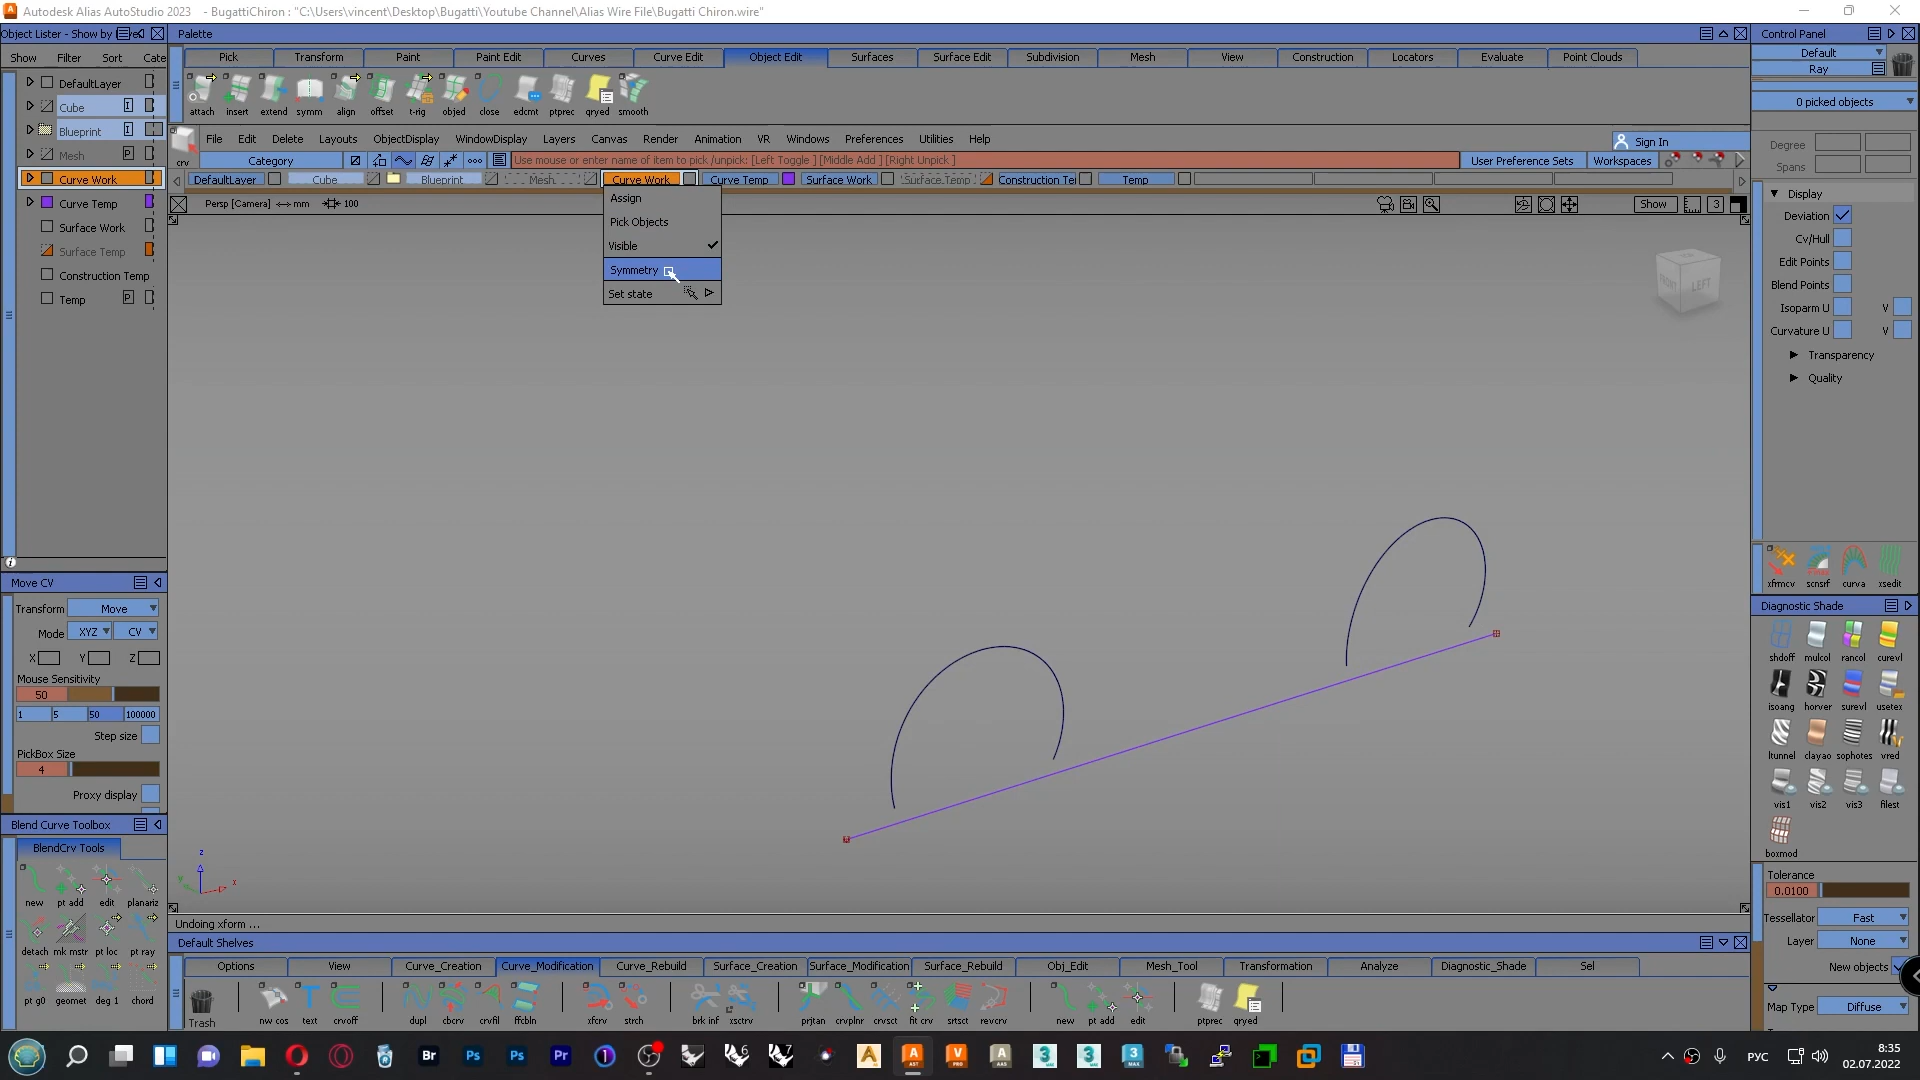 Autodesk Alias AutoStudio 2023 - BugattiChiron : "C:\Users\vincent\Desktop\Bugatti\Youtube Channel\Alias Wire File\Bugatti Chiron.wire"
Object Lister - Show by
Palette
Control Panel
Show Filter Sort Cate
Pick Transform Paint Paint Edit Curves Curve Edit Object Edit Surfaces Surface Edit Subdivision Mesh View Construction Locators Evaluate Point Clouds
Default
Ray
DefaultLayer
Cube
Blueprint
Mesh
Curve Work
Curve Temp
Surface Work
Surface Temp
Construction Temp
Temp
attach insert extend symm align offset t-rig objed close edcmt ptprec qryed smooth
0 picked objects
File Edit Delete Layouts ObjectDisplay WindowDisplay Layers Canvas Render Animation VR Windows Preferences Utilities Help
Sign In
crv
Category
Use mouse or enter name of item to pick /unpick: [Left Toggle ] [Middle Add ] [Right Unpick ]
User Preference Sets Workspaces
DefaultLayer Cube Blueprint Mesh Curve Work Curve Temp Surface Work Surface Temp Construction Te Temp
Persp [Camera] mm 100
Show 3
Assign
Pick Objects
Visible
Symmetry
Set state
Degree
Spans
Display
Deviation
Cv/Hull
Edit Points
Blend Points
Isoparm U V
Curvature U V
Transparency
Quality
LEFT
xfrmcv scnsrf curva xsedit
Move CV
Transform Move
Mode XYZ CV
X Y Z
Mouse Sensitivity
50
1 5 50 100000
Step size
PickBox Size
4
Proxy display
Diagnostic Shade
shdoff mulcol rancol curevl
isoang horver surevl usetex
ltunnel clayao sophotes vred
vis1 vis2 vis3 filest
boxmod
Blend Curve Toolbox
BlendCrv Tools
new pt add edit planariz
detach mk mstr pt loc pt ray
pt g0 geomet deg 1 chord
z
y x
Tolerance
0.0100
Tessellator Fast
Layer None
New objects
Map Type Diffuse
Undoing xform ...
Default Shelves
Options View Curve_Creation Curve_Modification Curve_Rebuild Surface_Creation Surface_Modification Surface_Rebuild Obj_Edit Mesh_Tool Transformation Analyze Diagnostic_Shade Sel
Trash nw cos text crvoff dupl cbcrv crvfil ffcbln xfcrv strch brk inf xsctrv prjtan crvplnr crvsct fit crv srtsct revcrv new pt add edit ptprec qryed
Br Ps Ps Pr
РУС
8:35
02.07.2022